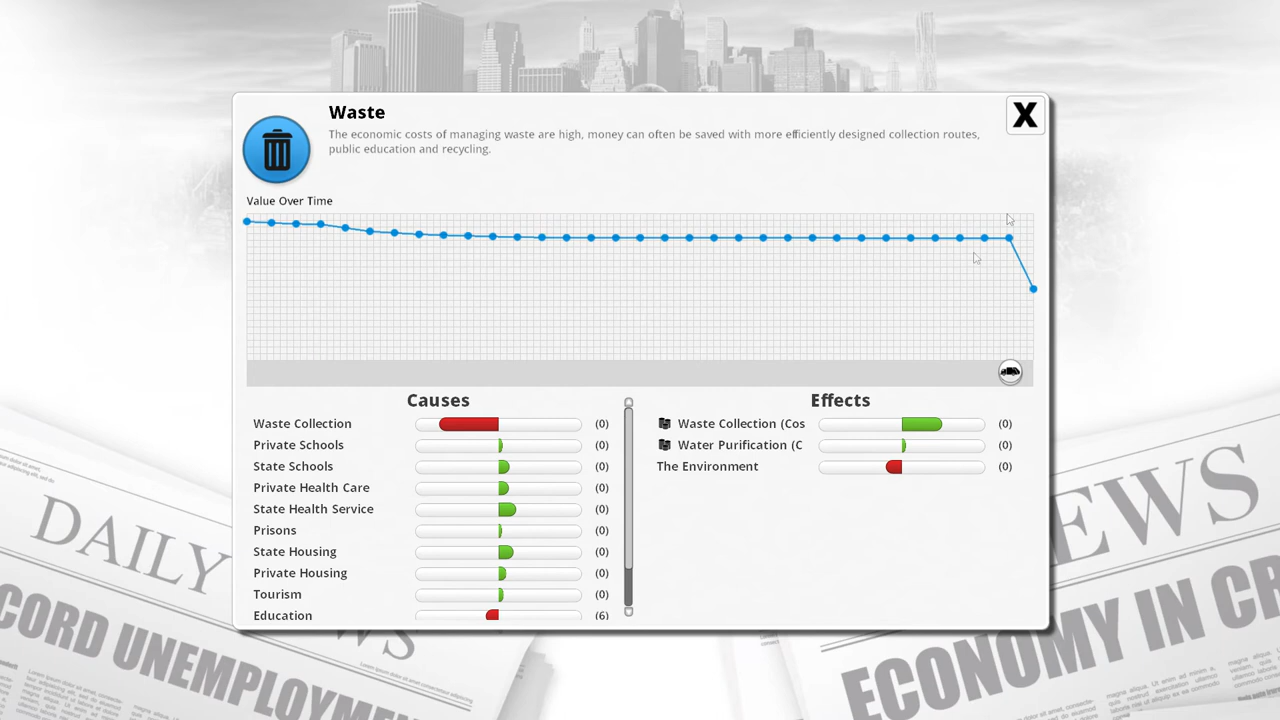 Waste
X
The economic costs of managing waste are high, money can often be saved with more efficiently designed collection routes,
public education and recycling.
Value Over Time
Causes
Effects
Waste Collection (0)
Private Schools (0)
State Schools (0)
Private Health Care (0)
State Health Service (0)
Prisons (0)
State Housing (0)
Private Housing (0)
Tourism (0)
Education (6)
Waste Collection (Cos (0)
Water Purification (C (0)
The Environment (0)
DAILY
WS
CORD UNEMPLOYM
EWS
ECONOMY IN CR